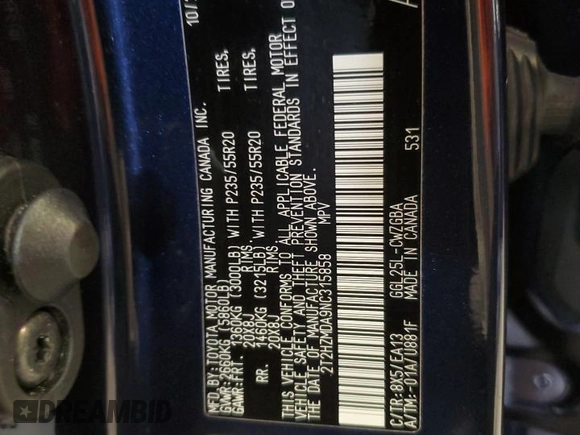 MFD. BY: TOYOTA MOTOR MANUFACTURING CANADA INC. 10/
GVWR:
GAWR: FRT. 1360KG (3000LB) WITH P235/55R20 TIRES,
20X8J RIMS,
RR. 1460KG (3215LB) WITH P235/55R20 TIRES,
20X8J RIMS,
THIS VEHICLE CONFORMS TO ALL APPLICABLE FEDERAL MOTOR
VEHICLE SAFETY AND THEFT PREVENTION STANDARDS IN EFFECT O
THE DATE OF MANUFACTURE SHOWN ABOVE.
2T2HZMDA9NC315858 MPV
C/TR: 8X5/EA13 GGL25L-CWZGBA
A/TM: -01A/U881F MADE IN CANADA 531
DREAMBID